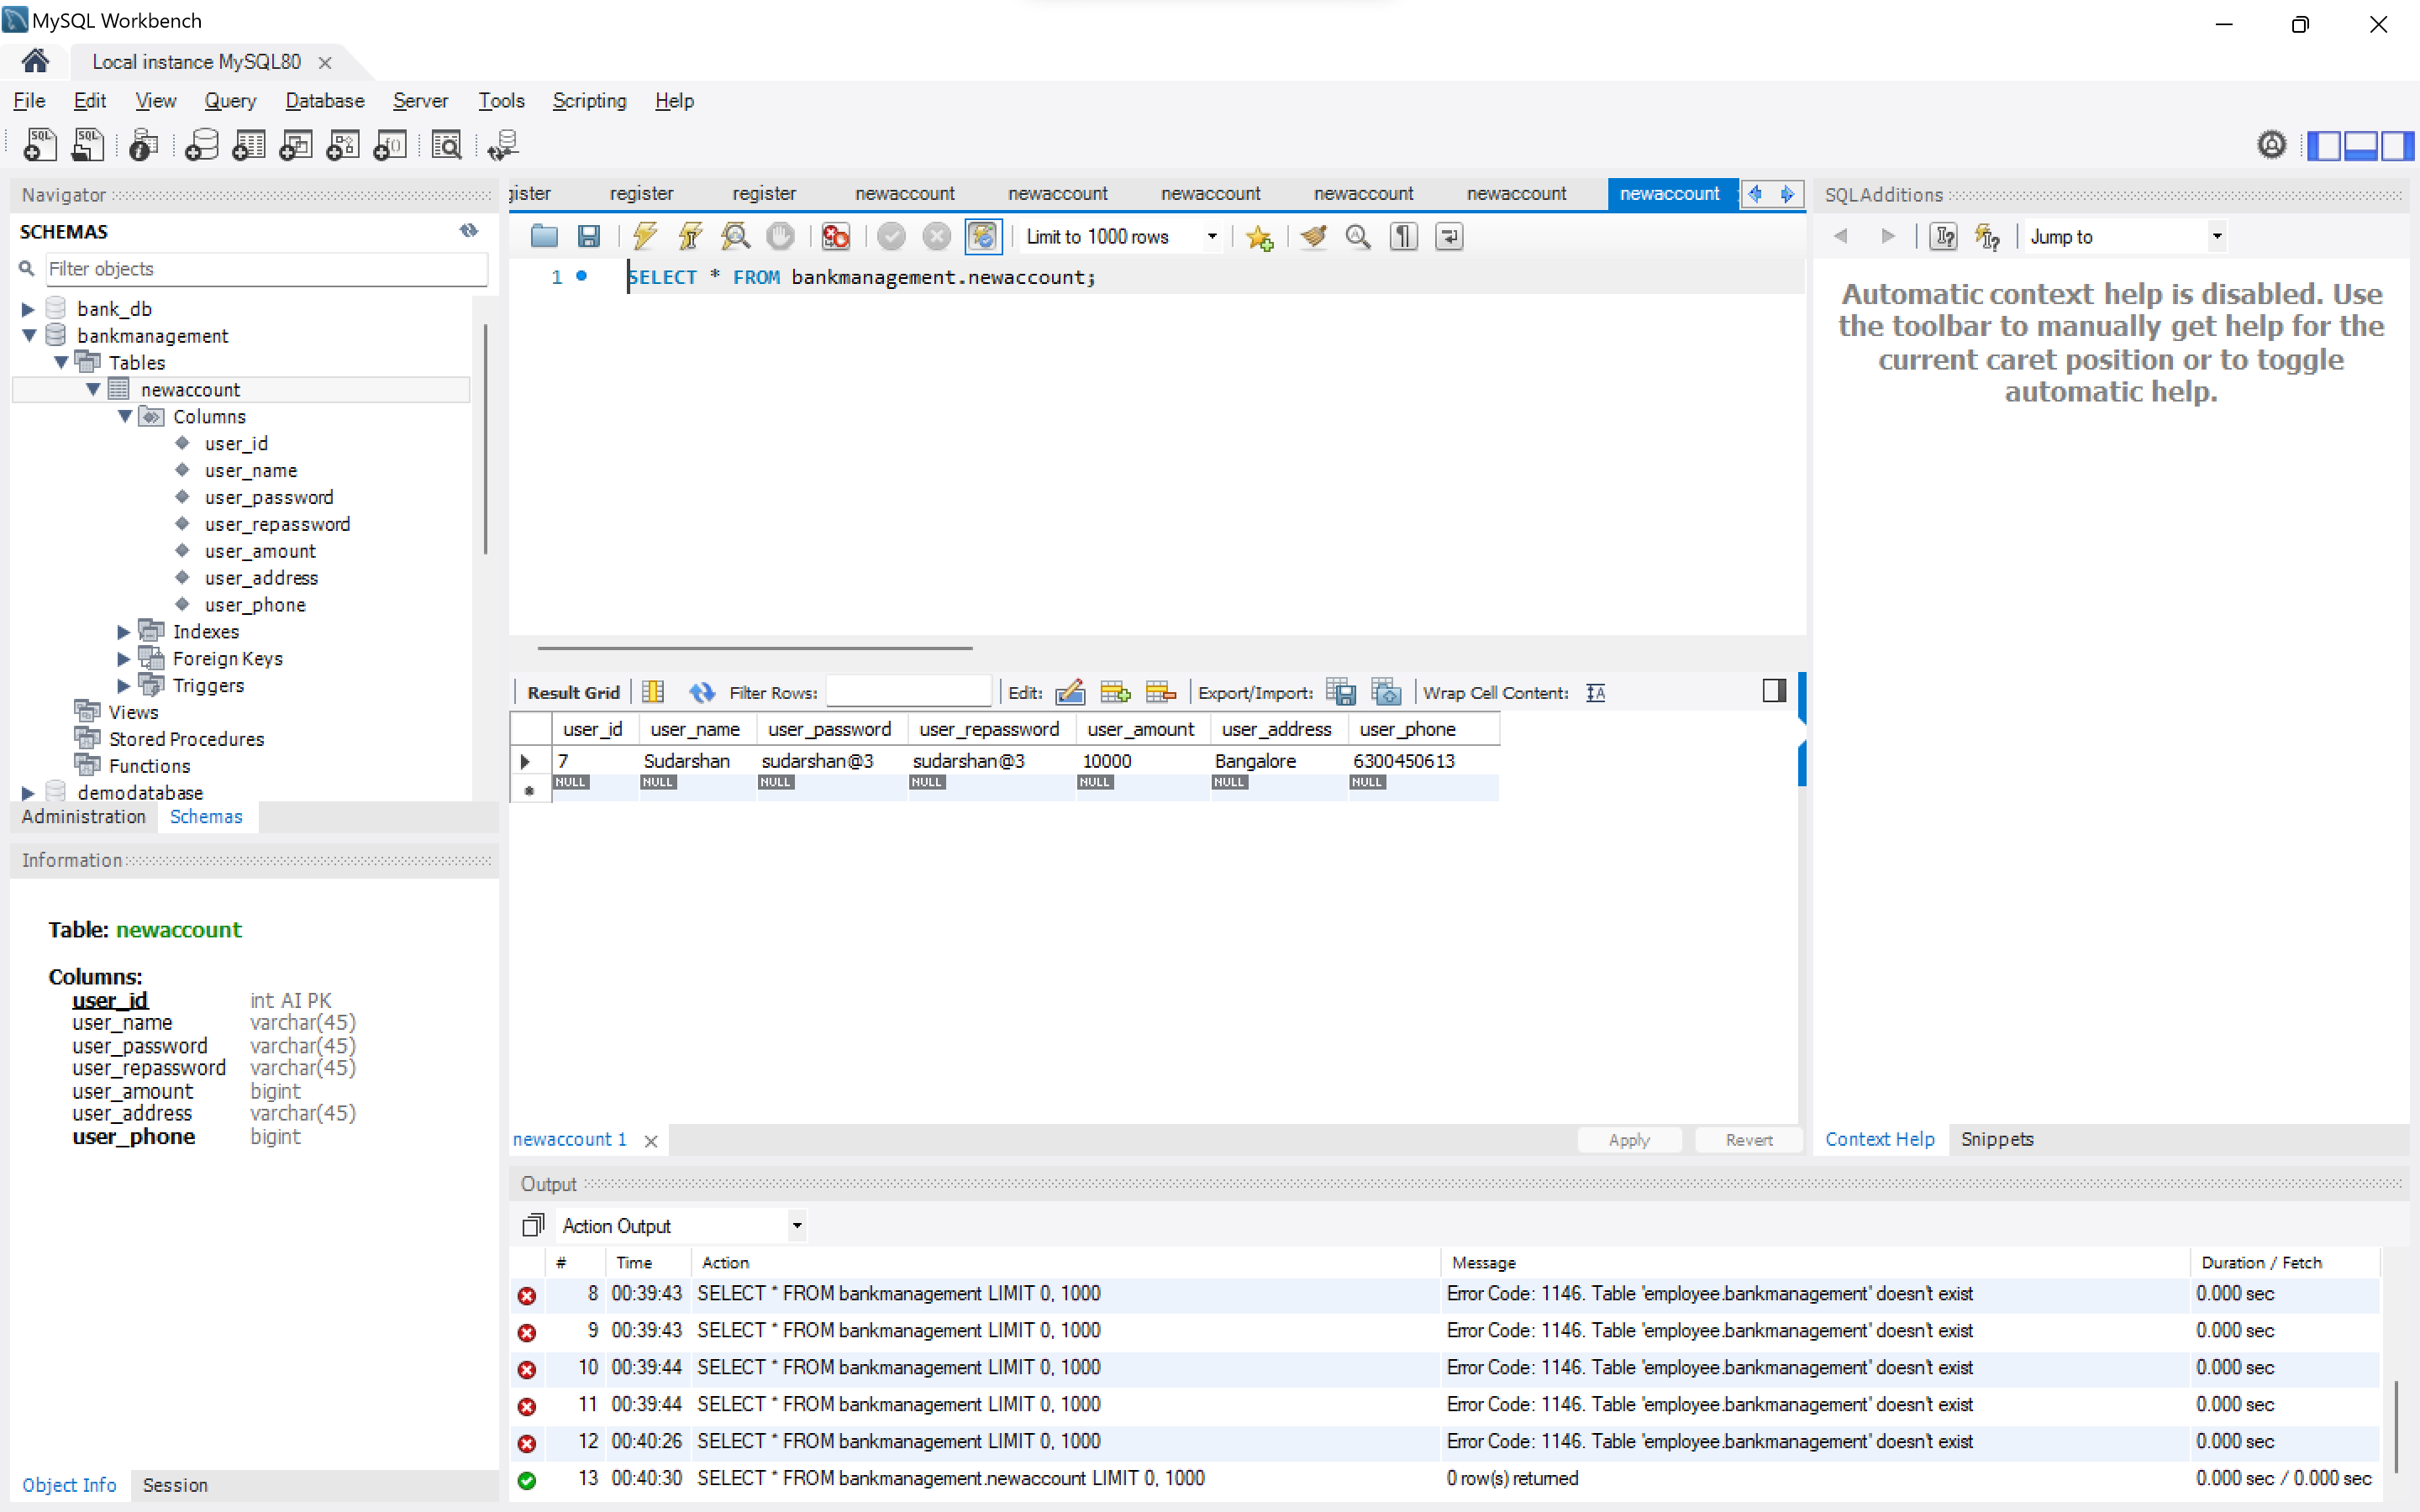 MySQL Workbench
Local instance MySQL80
File Edit View Query Database Server Tools Scripting Help
Navigator
SCHEMAS
Filter objects
bank_db
bankmanagement
Tables
newaccount
Columns
user_id
user_name
user_password
user_repassword
user_amount
user_address
user_phone
Indexes
Foreign Keys
Triggers
Views
Stored Procedures
Functions
demodatabase
Administration Schemas
Information
Table: newaccount
Columns:
user_id int AI PK
user_name varchar(45)
user_password varchar(45)
user_repassword varchar(45)
user_amount bigint
user_address varchar(45)
user_phone bigint
Object Info Session
gister register register newaccount newaccount newaccount newaccount newaccount newaccount
Limit to 1000 rows
1 SELECT * FROM bankmanagement.newaccount;
Result Grid Filter Rows: Edit: Export/Import: Wrap Cell Content:
user_id user_name user_password user_repassword user_amount user_address user_phone
7 Sudarshan sudarshan@3 sudarshan@3 10000 Bangalore 6300450613
NULL NULL NULL NULL NULL NULL NULL
newaccount 1 Apply Revert
SQLAdditions
Jump to
Automatic context help is disabled. Use
the toolbar to manually get help for the
current caret position or to toggle
automatic help.
Context Help Snippets
Output
Action Output
# Time Action Message Duration / Fetch
8 00:39:43 SELECT * FROM bankmanagement LIMIT 0, 1000 Error Code: 1146. Table 'employee.bankmanagement' doesn't exist 0.000 sec
9 00:39:43 SELECT * FROM bankmanagement LIMIT 0, 1000 Error Code: 1146. Table 'employee.bankmanagement' doesn't exist 0.000 sec
10 00:39:44 SELECT * FROM bankmanagement LIMIT 0, 1000 Error Code: 1146. Table 'employee.bankmanagement' doesn't exist 0.000 sec
11 00:39:44 SELECT * FROM bankmanagement LIMIT 0, 1000 Error Code: 1146. Table 'employee.bankmanagement' doesn't exist 0.000 sec
12 00:40:26 SELECT * FROM bankmanagement LIMIT 0, 1000 Error Code: 1146. Table 'employee.bankmanagement' doesn't exist 0.000 sec
13 00:40:30 SELECT * FROM bankmanagement.newaccount LIMIT 0, 1000 0 row(s) returned 0.000 sec / 0.000 sec